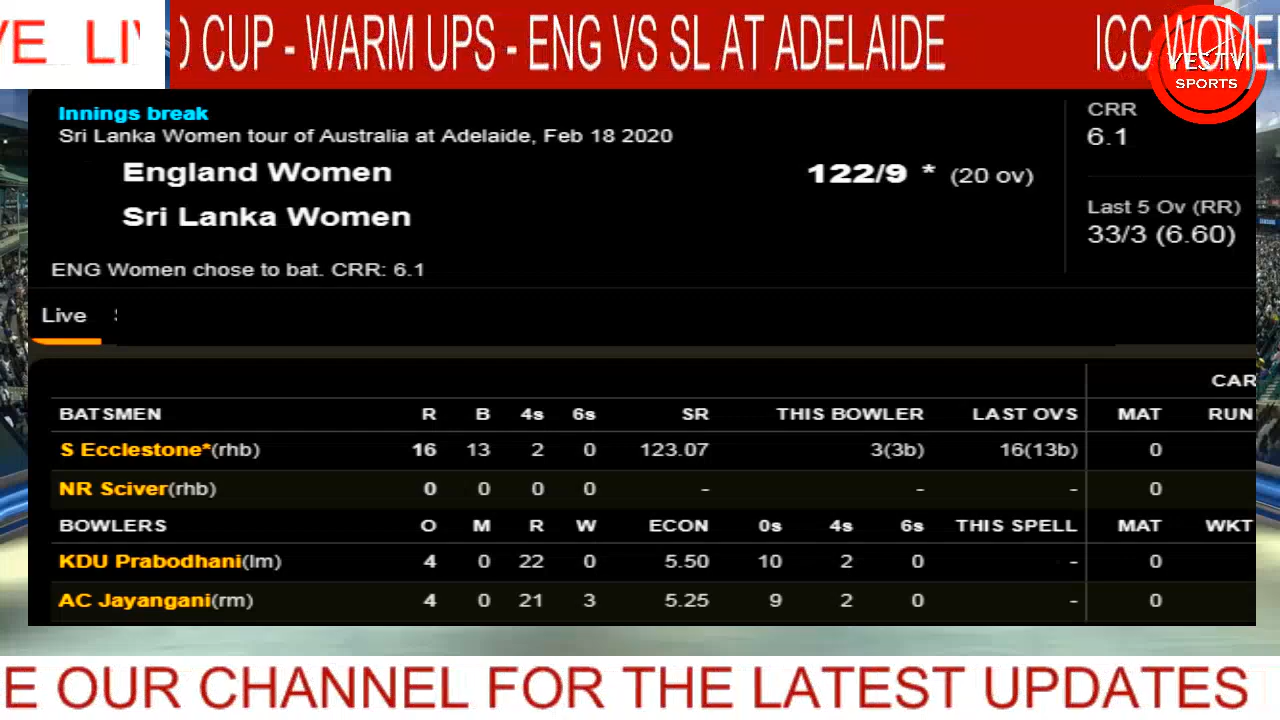 E LIV
D CUP - WARM UPS - ENG VS SL AT ADELAIDE ICC WOME
YES TV
SPORTS
Innings break
Sri Lanka Women tour of Australia at Adelaide, Feb 18 2020
England Women 122/9 * (20 ov)
Sri Lanka Women
ENG Women chose to bat. CRR: 6.1
CRR
6.1
Last 5 Ov (RR)
33/3 (6.60)
Live
CAR
BATSMEN R B 4s 6s SR THIS BOWLER LAST OVS MAT RUN
S Ecclestone*(rhb) 16 13 2 0 123.07 3(3b) 16(13b) 0
NR Sciver(rhb) 0 0 0 0 - - - 0
BOWLERS O M R W ECON 0s 4s 6s THIS SPELL MAT WKT
KDU Prabodhani(lm) 4 0 22 0 5.50 10 2 0 - 0
AC Jayangani(rm) 4 0 21 3 5.25 9 2 0 - 0
E OUR CHANNEL FOR THE LATEST UPDATES